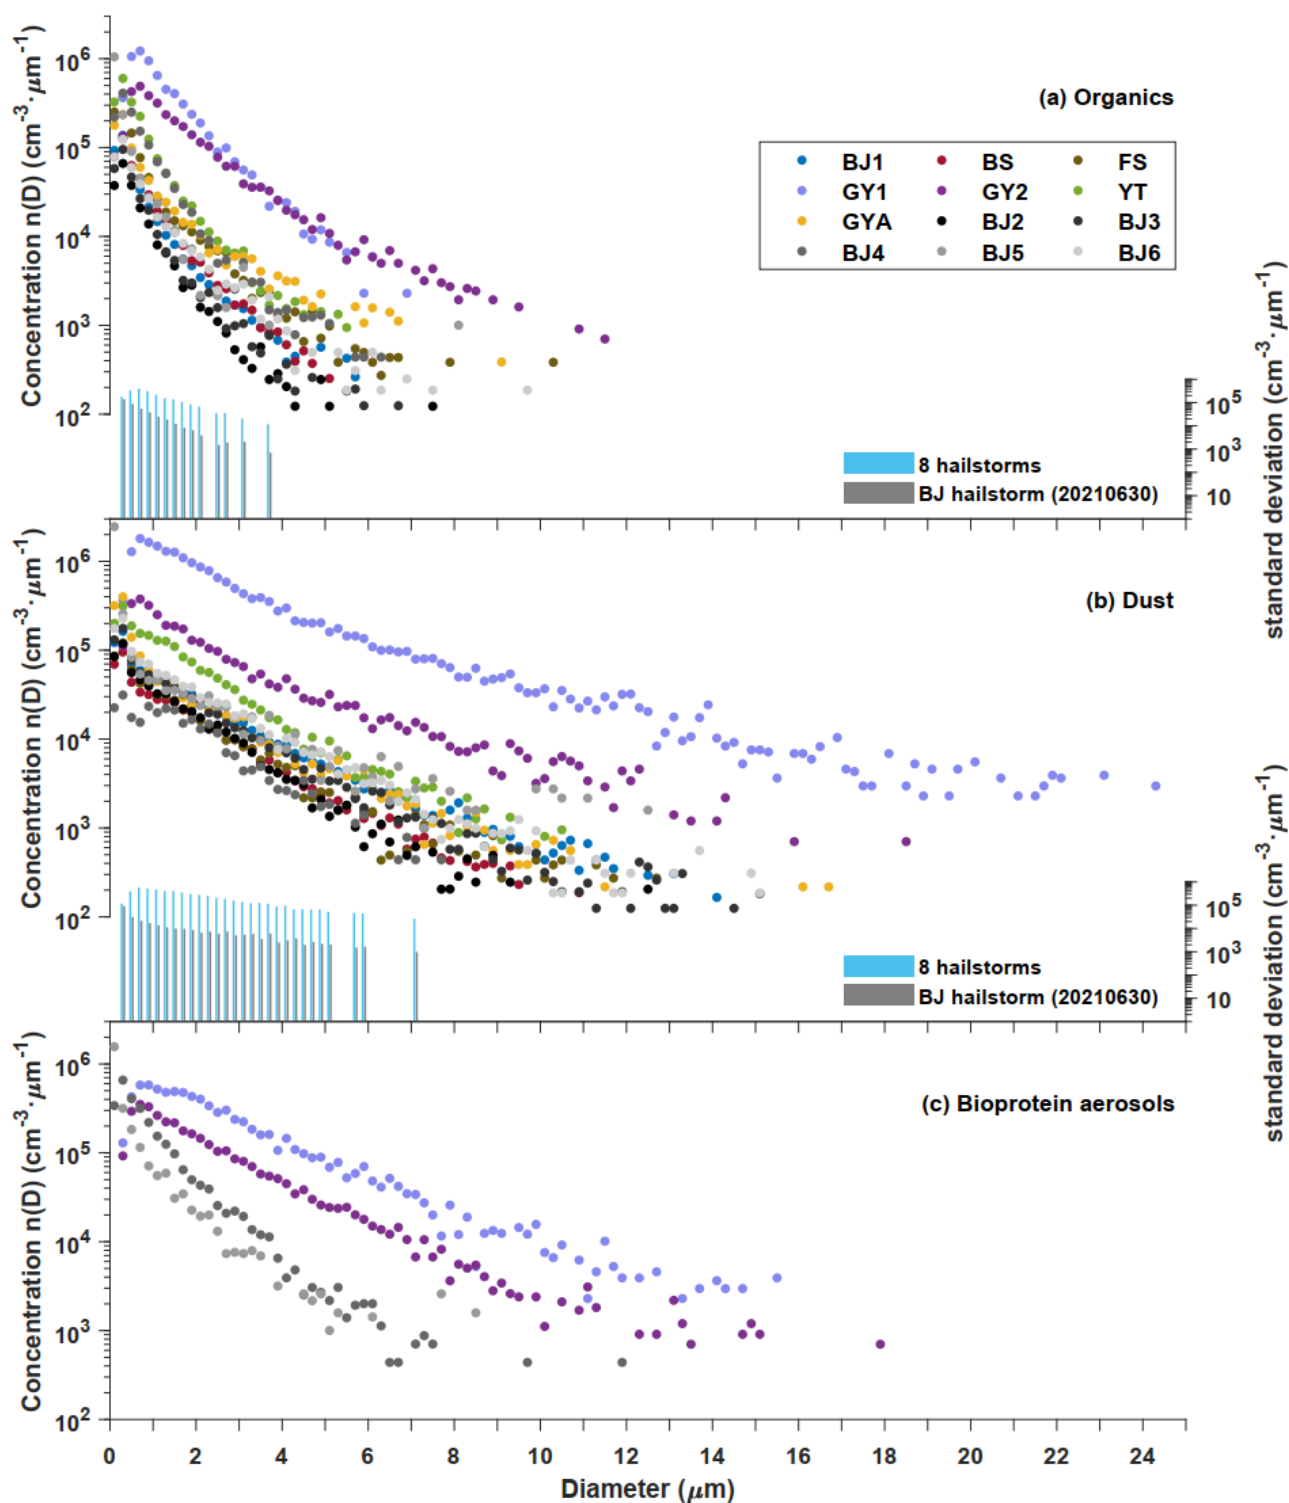 (a) Organics
BJ1 BS FS
GY1 GY2 YT
GYA BJ2 BJ3
BJ4 BJ5 BJ6
Concentration n(D) (cm⁻³·μm⁻¹)
10⁶
10⁵
10⁴
10³
10²
standard deviation (cm⁻³·μm⁻¹)
10⁵
10³
10
8 hailstorms
BJ hailstorm (20210630)
(b) Dust
Concentration n(D) (cm⁻³·μm⁻¹)
10⁶
10⁵
10⁴
10³
10²
standard deviation (cm⁻³·μm⁻¹)
10⁵
10³
10
8 hailstorms
BJ hailstorm (20210630)
(c) Bioprotein aerosols
Concentration n(D) (cm⁻³·μm⁻¹)
10⁶
10⁵
10⁴
10³
10²
0 2 4 6 8 10 12 14 16 18 20 22 24
Diameter (μm)